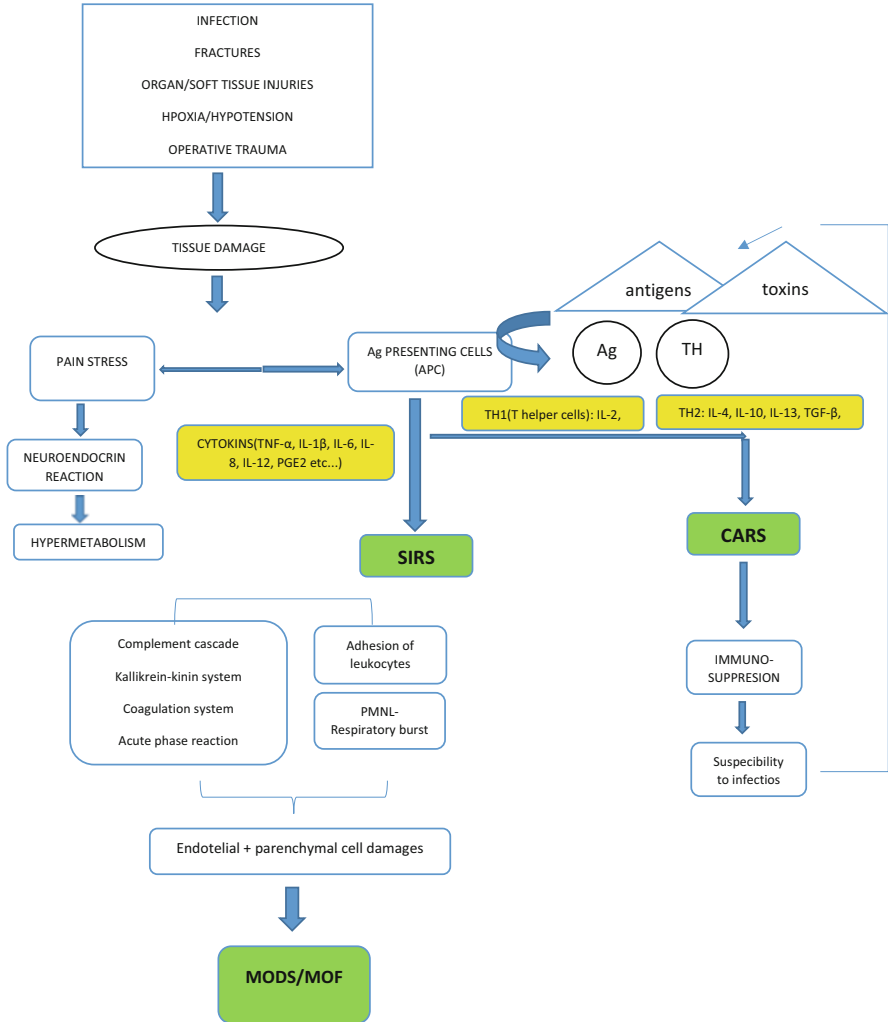 INFECTION
FRACTURES
ORGAN/SOFT TISSUE INJURIES
HPOXIA/HYPOTENSION
OPERATIVE TRAUMA
TISSUE DAMAGE
antigens
toxins
PAIN STRESS
Ag PRESENTING CELLS
(APC)
Ag
TH
TH1(T helper cells): IL-2,
TH2: IL-4, IL-10, IL-13, TGF-β,
CYTOKINS(TNF-α, IL-1β, IL-6, IL-
8, IL-12, PGE2 etc...)
NEUROENDOCRIN
REACTION
HYPERMETABOLISM
SIRS
CARS
Complement cascade
Kallikrein-kinin system
Coagulation system
Acute phase reaction
Adhesion of
leukocytes
PMNL-
Respiratory burst
IMMUNO-
SUPPRESION
Suspecibility
to infectios
Endotelial + parenchymal cell damages
MODS/MOF